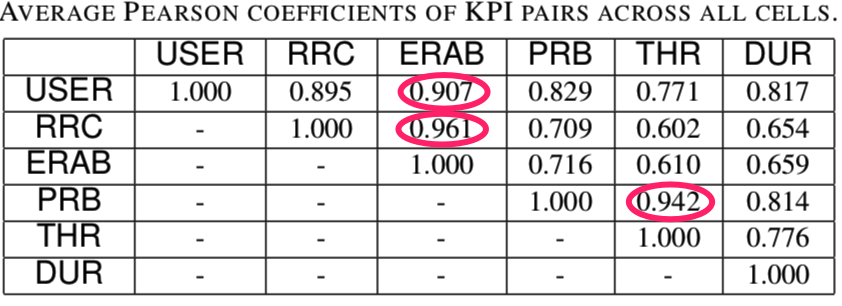 AVERAGE PEARSON COEFFICIENTS OF KPI PAIRS ACROSS ALL CELLS.
USER RRC ERAB PRB THR DUR
USER 1.000 0.895 0.907 0.829 0.771 0.817
RRC - 1.000 0.961 0.709 0.602 0.654
ERAB - - 1.000 0.716 0.610 0.659
PRB - - - 1.000 0.942 0.814
THR - - - - 1.000 0.776
DUR - - - - - 1.000